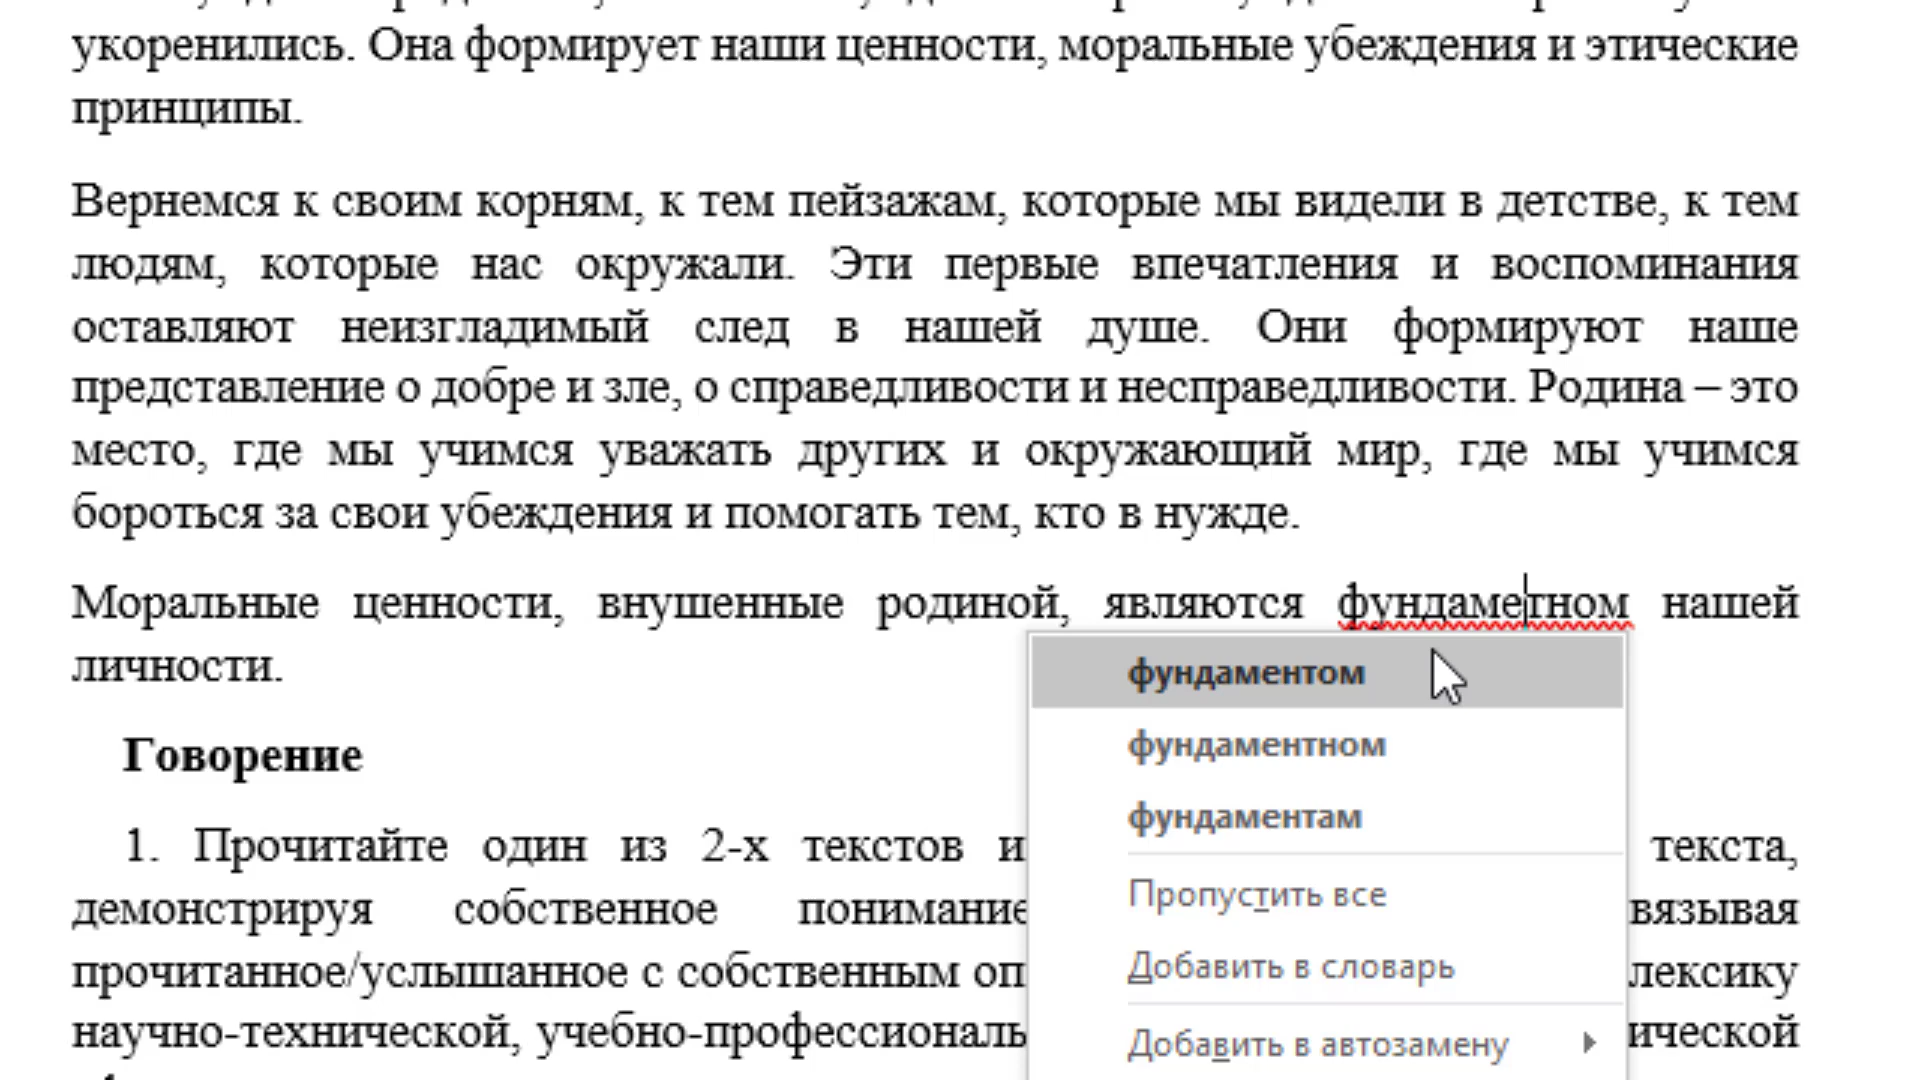 укоренились. Она формирует наши ценности, моральные убеждения и этические
принципы.
Вернемся к своим корням, к тем пейзажам, которые мы видели в детстве, к тем
людям, которые нас окружали. Эти первые впечатления и воспоминания
оставляют неизгладимый след в нашей душе. Они формируют наше
представление о добре и зле, о справедливости и несправедливости. Родина – это
место, где мы учимся уважать других и окружающий мир, где мы учимся
бороться за свои убеждения и помогать тем, кто в нужде.
Моральные ценности, внушенные родиной, являются фундаметном нашей
личности.
фундаментом
фундаментном
фундаментам
Пропустить все
Добавить в словарь
Добавить в автозамену
Говорение
1. Прочитайте один из 2-х текстов и текста,
демонстрируя собственное понимание вязывая
прочитанное/услышанное с собственным оп лексику
научно-технической, учебно-профессиональ ической